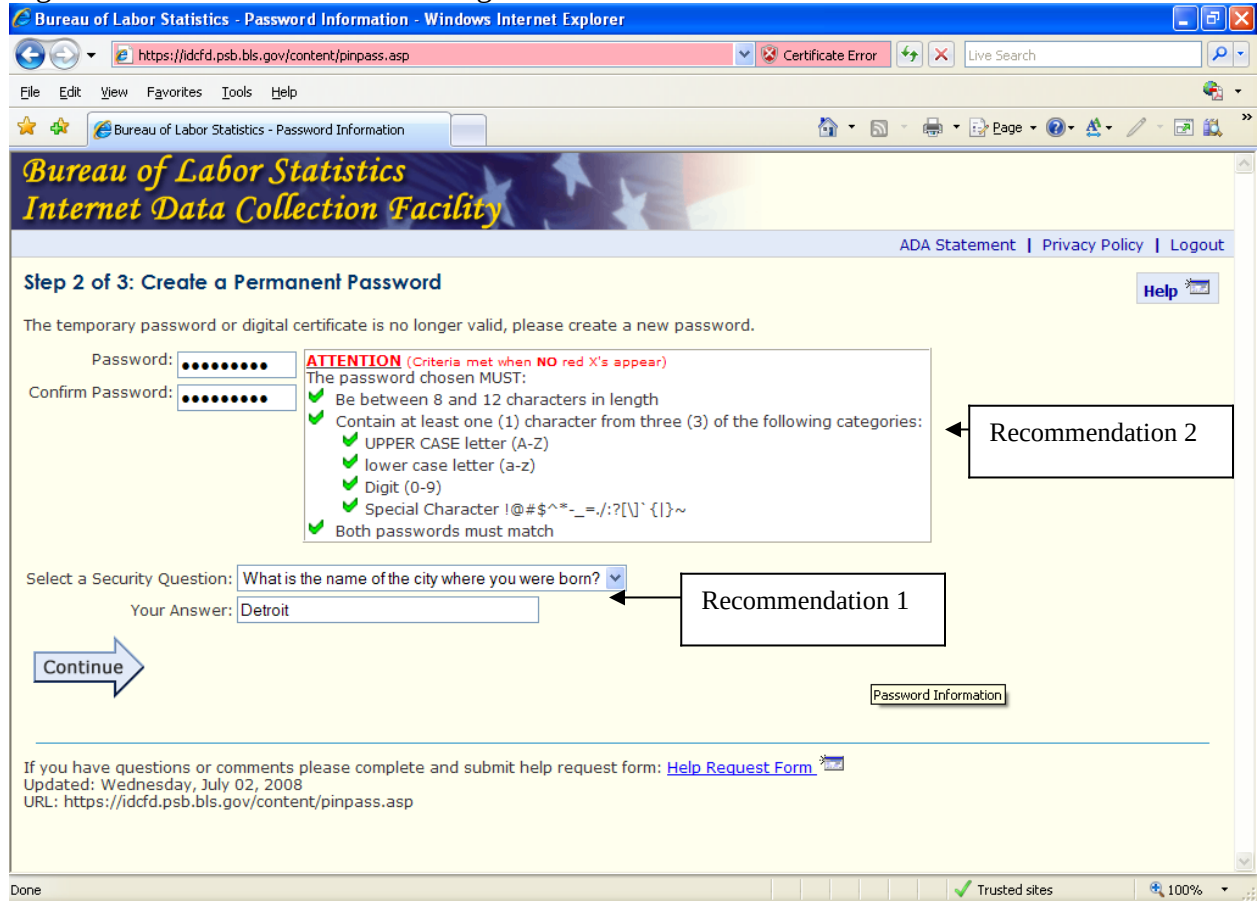 Bureau of Labor Statistics - Password Information - Windows Internet Explorer
https://idcfd.psb.bls.gov/content/pinpass.asp
Certificate Error
Live Search
File Edit View Favorites Tools Help
Bureau of Labor Statistics - Password Information
Page
Bureau of Labor Statistics
Internet Data Collection Facility
ADA Statement | Privacy Policy | Logout
Step 2 of 3: Create a Permanent Password
Help
The temporary password or digital certificate is no longer valid, please create a new password.
Password: •••••••••
Confirm Password: •••••••••
ATTENTION (Criteria met when NO red X's appear)
The password chosen MUST:
Be between 8 and 12 characters in length
Contain at least one (1) character from three (3) of the following categories:
UPPER CASE letter (A-Z)
lower case letter (a-z)
Digit (0-9)
Special Character !@#$^*-_=./:?[\]`{|}~
Both passwords must match
Recommendation 2
Select a Security Question: What is the name of the city where you were born?
Your Answer: Detroit
Recommendation 1
Continue
Password Information
If you have questions or comments please complete and submit help request form: Help Request Form
Updated: Wednesday, July 02, 2008
URL: https://idcfd.psb.bls.gov/content/pinpass.asp
Done
Trusted sites
100%